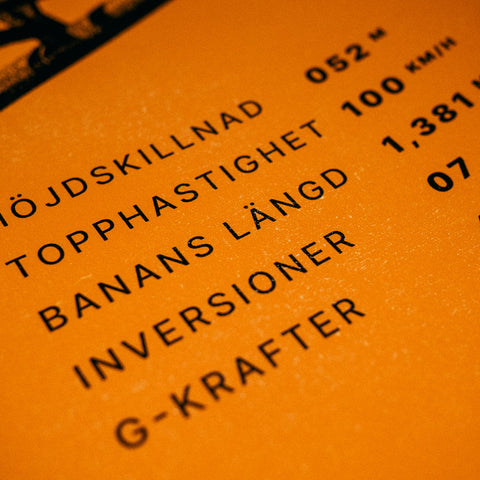 HÖJDSKILLNAD 052 M
TOPPHASTIGHET 100 KM/H
BANANS LÄNGD 1,381 M
INVERSIONER 07
G-KRAFTER